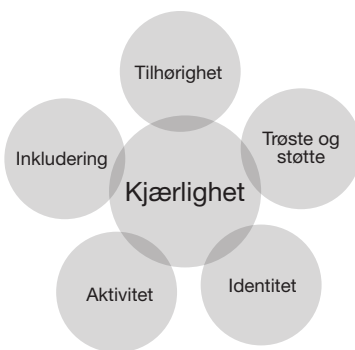 Tilhørighet
Trøste og
støtte
Inkludering
Kjærlighet
Identitet
Aktivitet